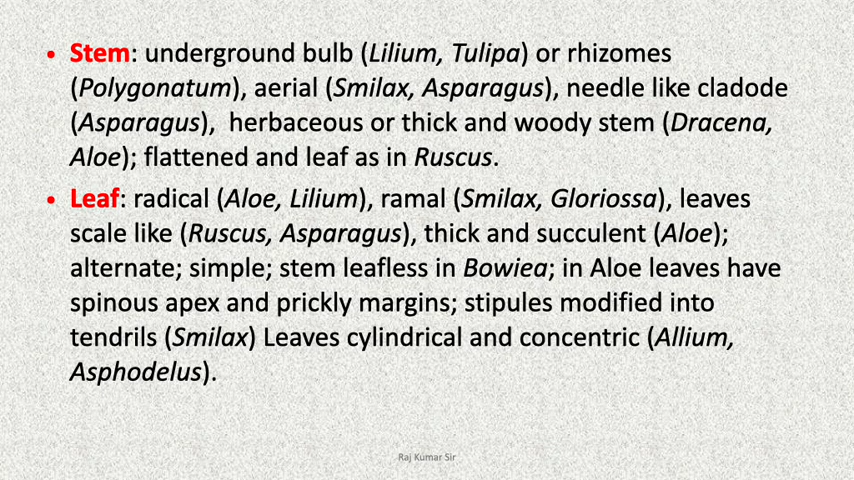 • Stem: underground bulb (Lilium, Tulipa) or rhizomes
(Polygonatum), aerial (Smilax, Asparagus), needle like cladode
(Asparagus),  herbaceous or thick and woody stem (Dracena,
Aloe); flattened and leaf as in Ruscus.
• Leaf: radical (Aloe, Lilium), ramal (Smilax, Gloriossa), leaves
scale like (Ruscus, Asparagus), thick and succulent (Aloe);
alternate; simple; stem leafless in Bowiea; in Aloe leaves have
spinous apex and prickly margins; stipules modified into
tendrils (Smilax) Leaves cylindrical and concentric (Allium,
Asphodelus).
Raj Kumar Sir